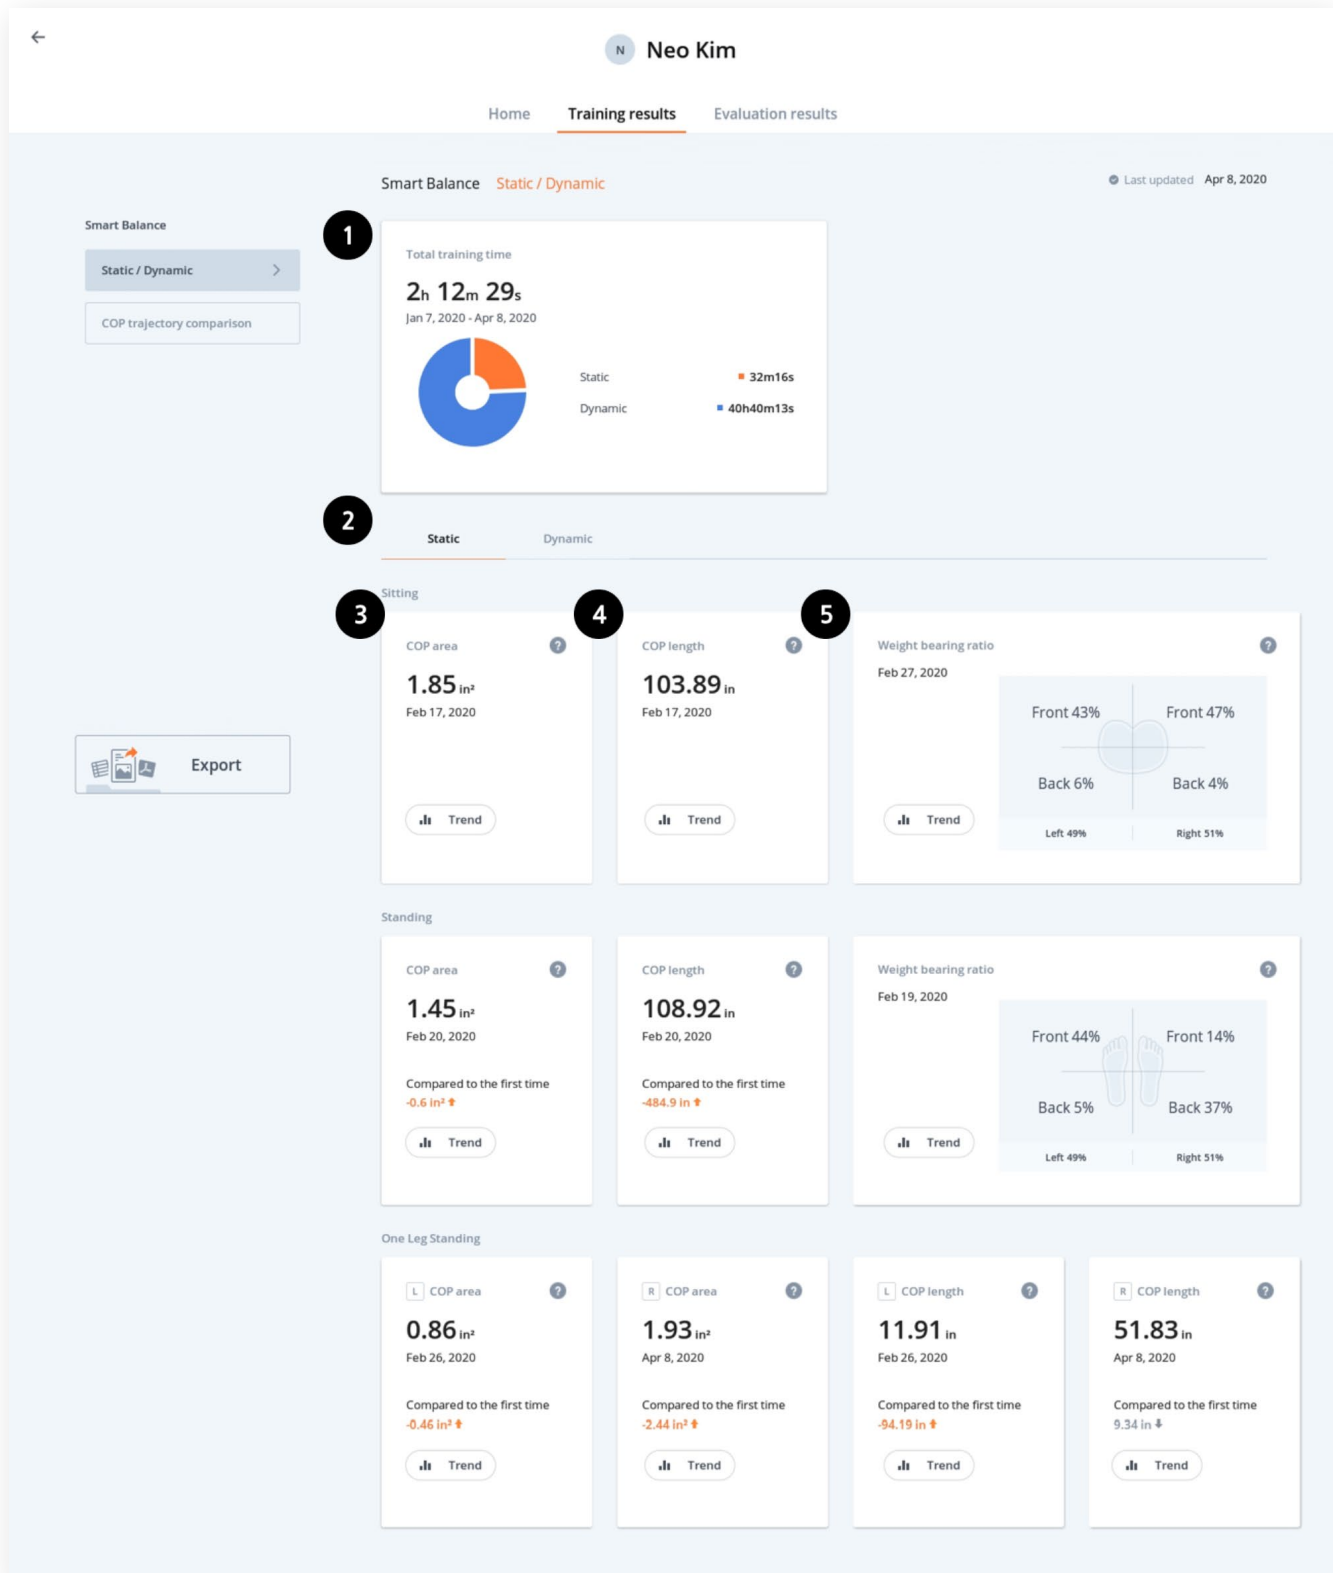 N Neo Kim
Home Training results Evaluation results
Smart Balance Static / Dynamic
Last updated Apr 8, 2020
Smart Balance
Static / Dynamic
COP trajectory comparison
Export
1
Total training time
2h 12m 29s
Jan 7, 2020 - Apr 8, 2020
Static 32m16s
Dynamic 40h40m13s
2
Static Dynamic
Sitting
3
COP area ?
1.85 in²
Feb 17, 2020
Trend
4
COP length ?
103.89 in
Feb 17, 2020
Trend
5
Weight bearing ratio ?
Feb 27, 2020
Front 43% Front 47%
Back 6% Back 4%
Left 49% Right 51%
Trend
Standing
COP area ?
1.45 in²
Feb 20, 2020
Compared to the first time
-0.6 in²
Trend
COP length ?
108.92 in
Feb 20, 2020
Compared to the first time
-484.9 in
Trend
Weight bearing ratio ?
Feb 19, 2020
Front 44% Front 14%
Back 5% Back 37%
Left 49% Right 51%
Trend
One Leg Standing
L COP area ?
0.86 in²
Feb 26, 2020
Compared to the first time
-0.46 in²
Trend
R COP area ?
1.93 in²
Apr 8, 2020
Compared to the first time
-2.44 in²
Trend
L COP length ?
11.91 in
Feb 26, 2020
Compared to the first time
-94.19 in
Trend
R COP length ?
51.83 in
Apr 8, 2020
Compared to the first time
9.34 in
Trend